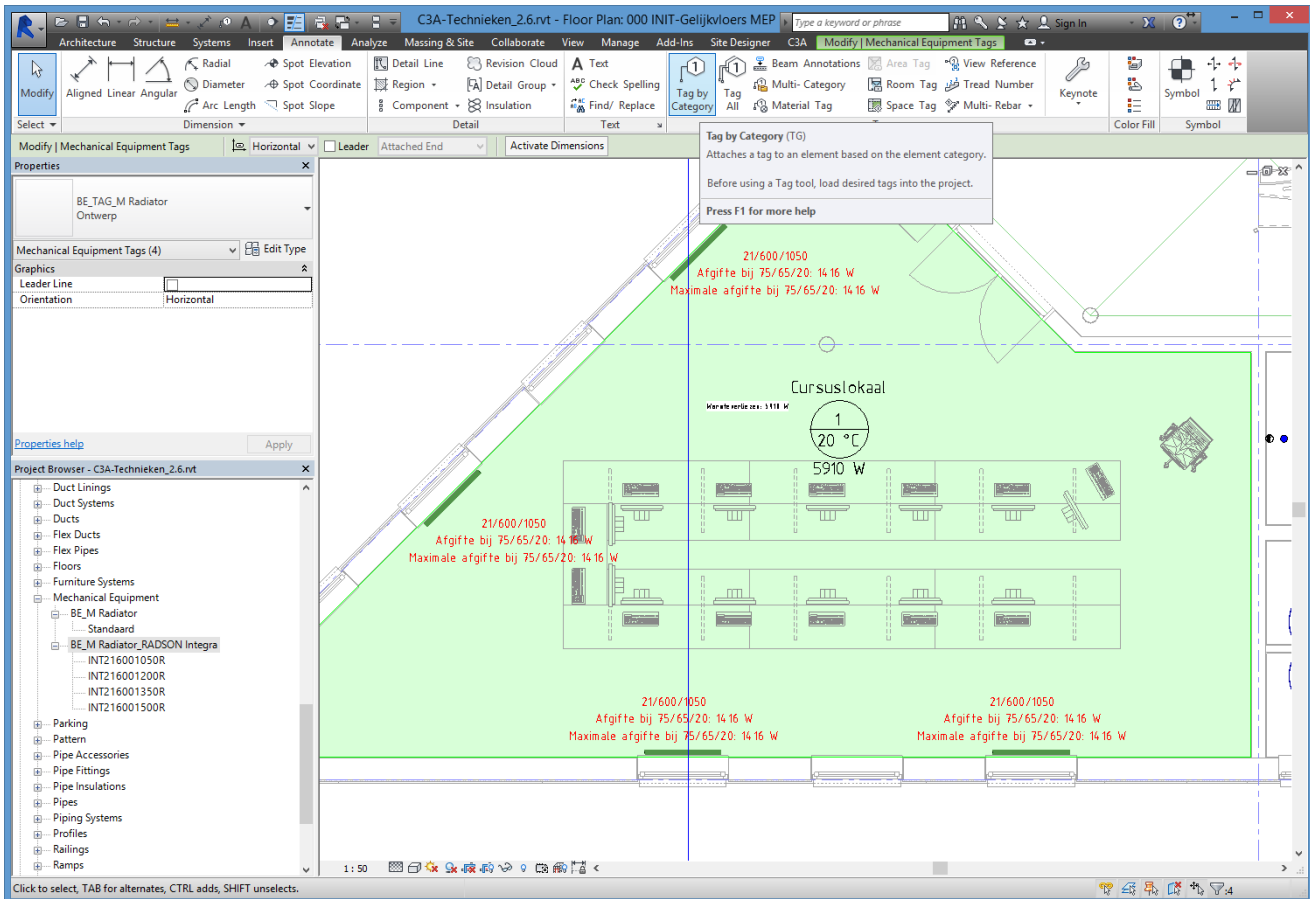 C3A-Technieken_2.6.rvt - Floor Plan: 000 INIT-Gelijkvloers MEP
Type a keyword or phrase
Sign In
Architecture Structure Systems Insert Annotate Analyze Massing & Site Collaborate View Manage Add-Ins Site Designer C3A Modify | Mechanical Equipment Tags
Radial Spot Elevation Detail Line Revision Cloud A Text Beam Annotations Area Tag View Reference
Modify Aligned Linear Angular Diameter Spot Coordinate Region Detail Group Check Spelling Tag by Category Tag All Multi- Category Room Tag Tread Number Keynote Symbol
Arc Length Spot Slope Component Insulation Find/ Replace Material Tag Space Tag Multi- Rebar
Select Dimension Detail Text Color Fill Symbol
Modify | Mechanical Equipment Tags Horizontal Leader Attached End Activate Dimensions
Tag by Category (TG)
Attaches a tag to an element based on the element category.
Before using a Tag tool, load desired tags into the project.
Press F1 for more help
Properties
BE_TAG_M Radiator
Ontwerp
Mechanical Equipment Tags (4) Edit Type
Graphics
Leader Line
Orientation Horizontal
Properties help Apply
Project Browser - C3A-Technieken_2.6.rvt
Duct Linings
Duct Systems
Ducts
Flex Ducts
Flex Pipes
Floors
Furniture Systems
Mechanical Equipment
BE_M Radiator
Standaard
BE_M Radiator_RADSON Integra
INT216001050R
INT216001200R
INT216001350R
INT216001500R
Parking
Pattern
Pipe Accessories
Pipe Fittings
Pipe Insulations
Pipes
Piping Systems
Profiles
Railings
Ramps
21/600/1050
Afgifte bij 75/65/20: 1416 W
Maximale afgifte bij 75/65/20: 1416 W
Cursuslokaal
Warmteverliezen: 5910 W
1
20 °C
5910 W
21/600/1050
Afgifte bij 75/65/20: 1416 W
Maximale afgifte bij 75/65/20: 1416 W
21/600/1050
Afgifte bij 75/65/20: 1416 W
Maximale afgifte bij 75/65/20: 1416 W
21/600/1050
Afgifte bij 75/65/20: 1416 W
Maximale afgifte bij 75/65/20: 1416 W
1 : 50
Click to select, TAB for alternates, CTRL adds, SHIFT unselects.
:4